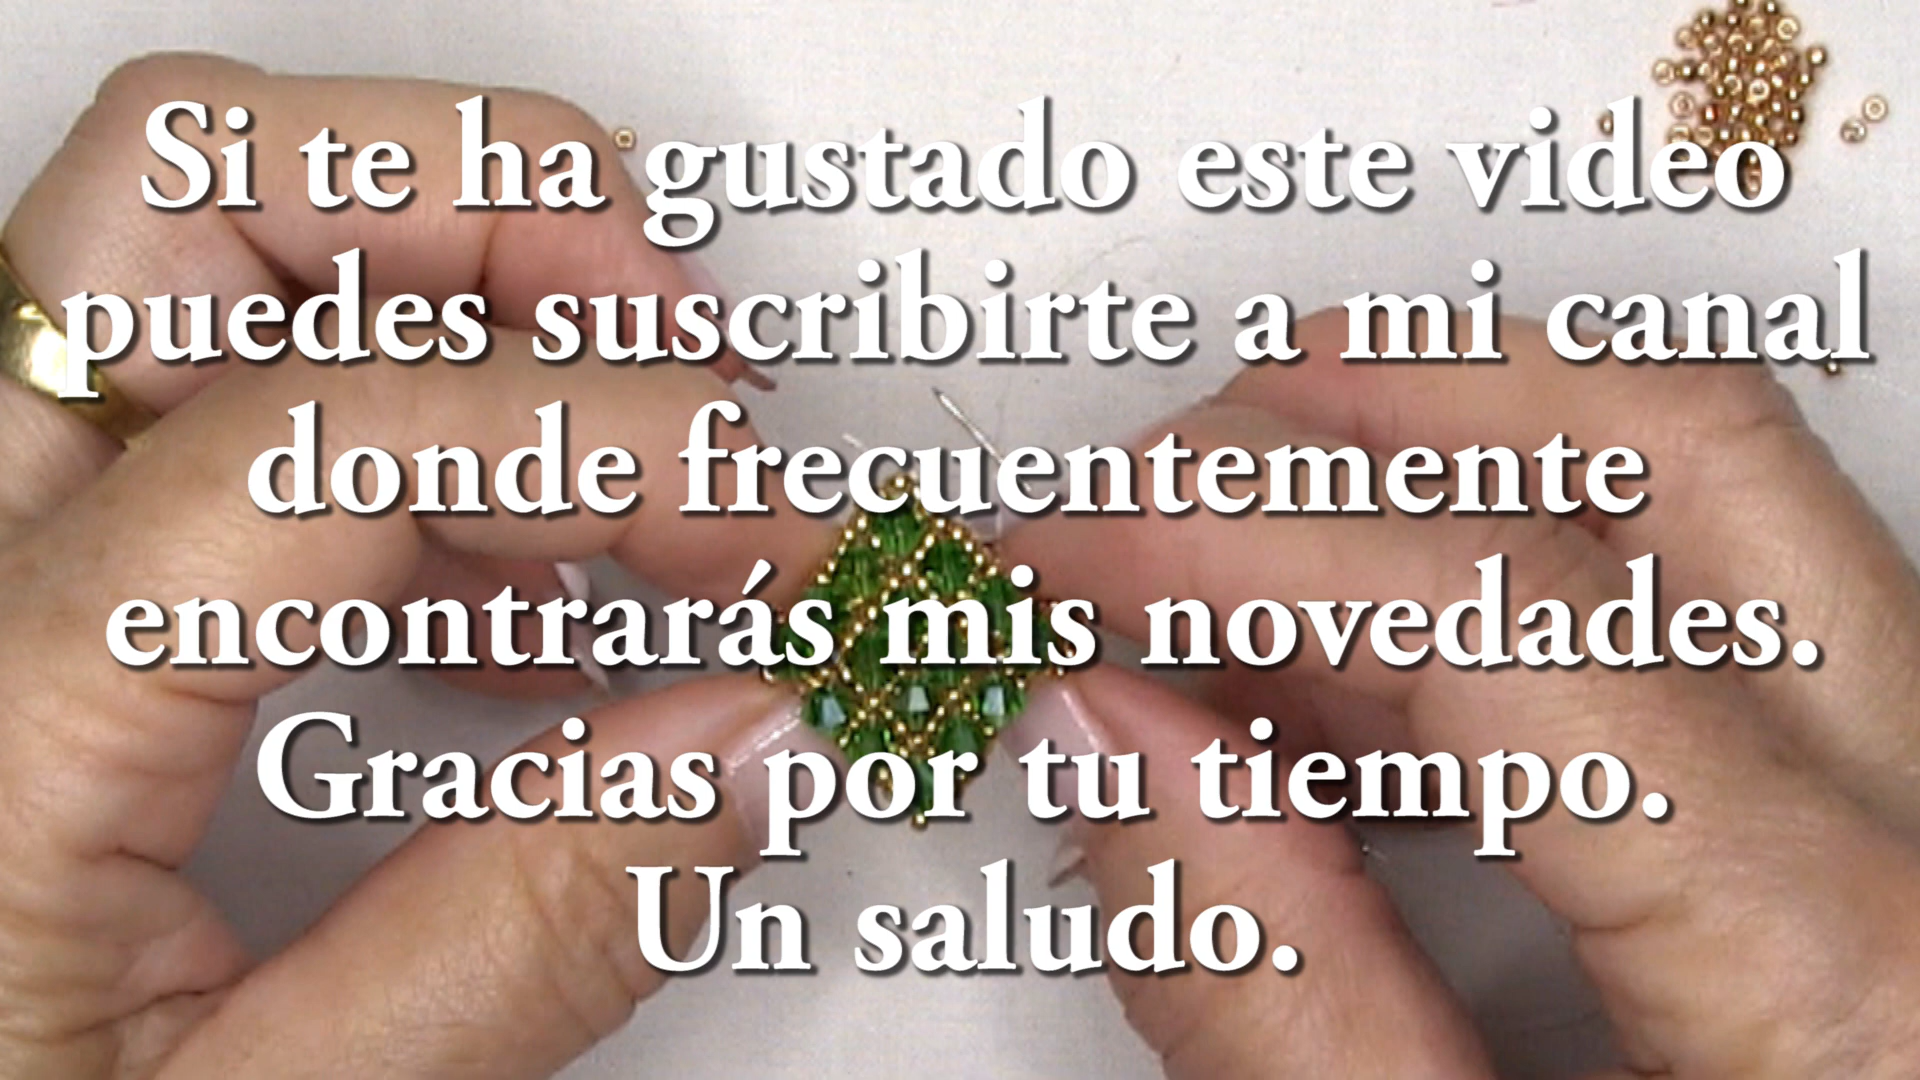 Si te ha gustado este video
puedes suscribirte a mi canal
donde frecuentemente
encontrarás mis novedades.
Gracias por tu tiempo.
Un saludo.